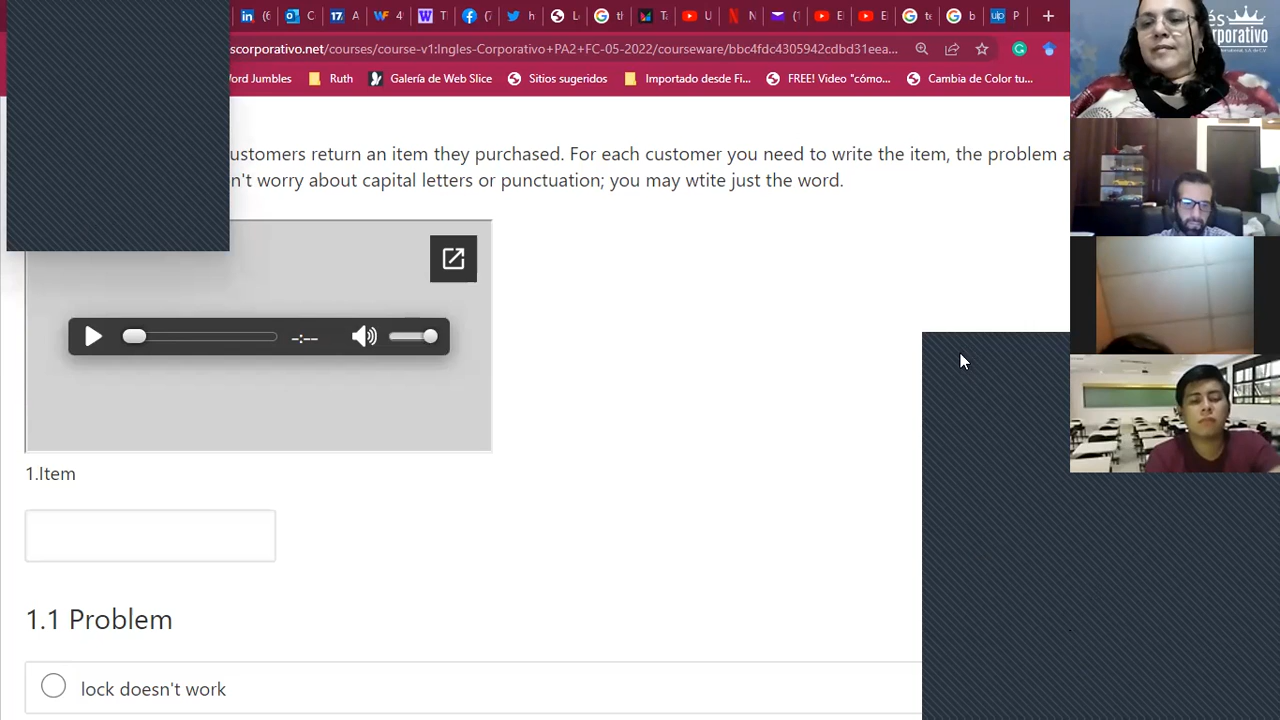 scorporativo.net/courses/course-v1:Ingles-Corporativo+PA2+FC-05-2022/courseware/bbc4fdc4305942cdbd31eea...
ord Jumbles Ruth Galería de Web Slice Sitios sugeridos Importado desde Fi... FREE! Video "cómo... Cambia de Color tu...
ustomers return an item they purchased. For each customer you need to write the item, the problem a
n't worry about capital letters or punctuation; you may wtite just the word.
-:--
1.Item
1.1 Problem
lock doesn't work
és
rporativo